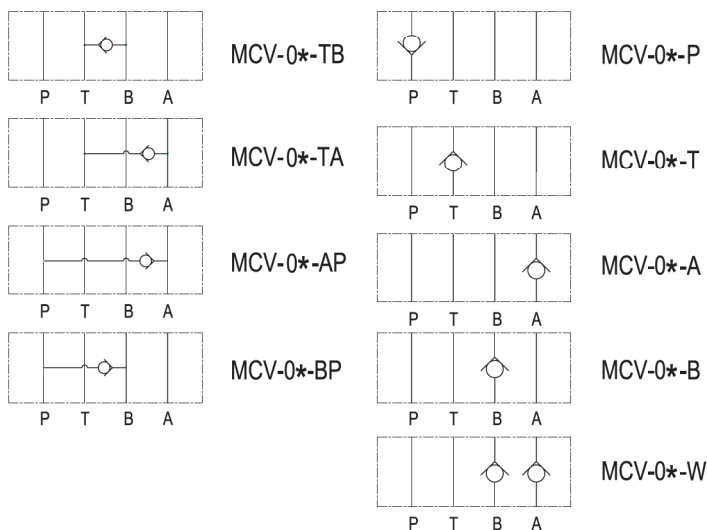 MCV-0*-TB
P T B A
MCV-0*-TA
P T B A
MCV-0*-AP
P T B A
MCV-0*-BP
P T B A
MCV-0*-P
P T B A
MCV-0*-T
P T B A
MCV-0*-A
P T B A
MCV-0*-B
P T B A
MCV-0*-W
P T B A